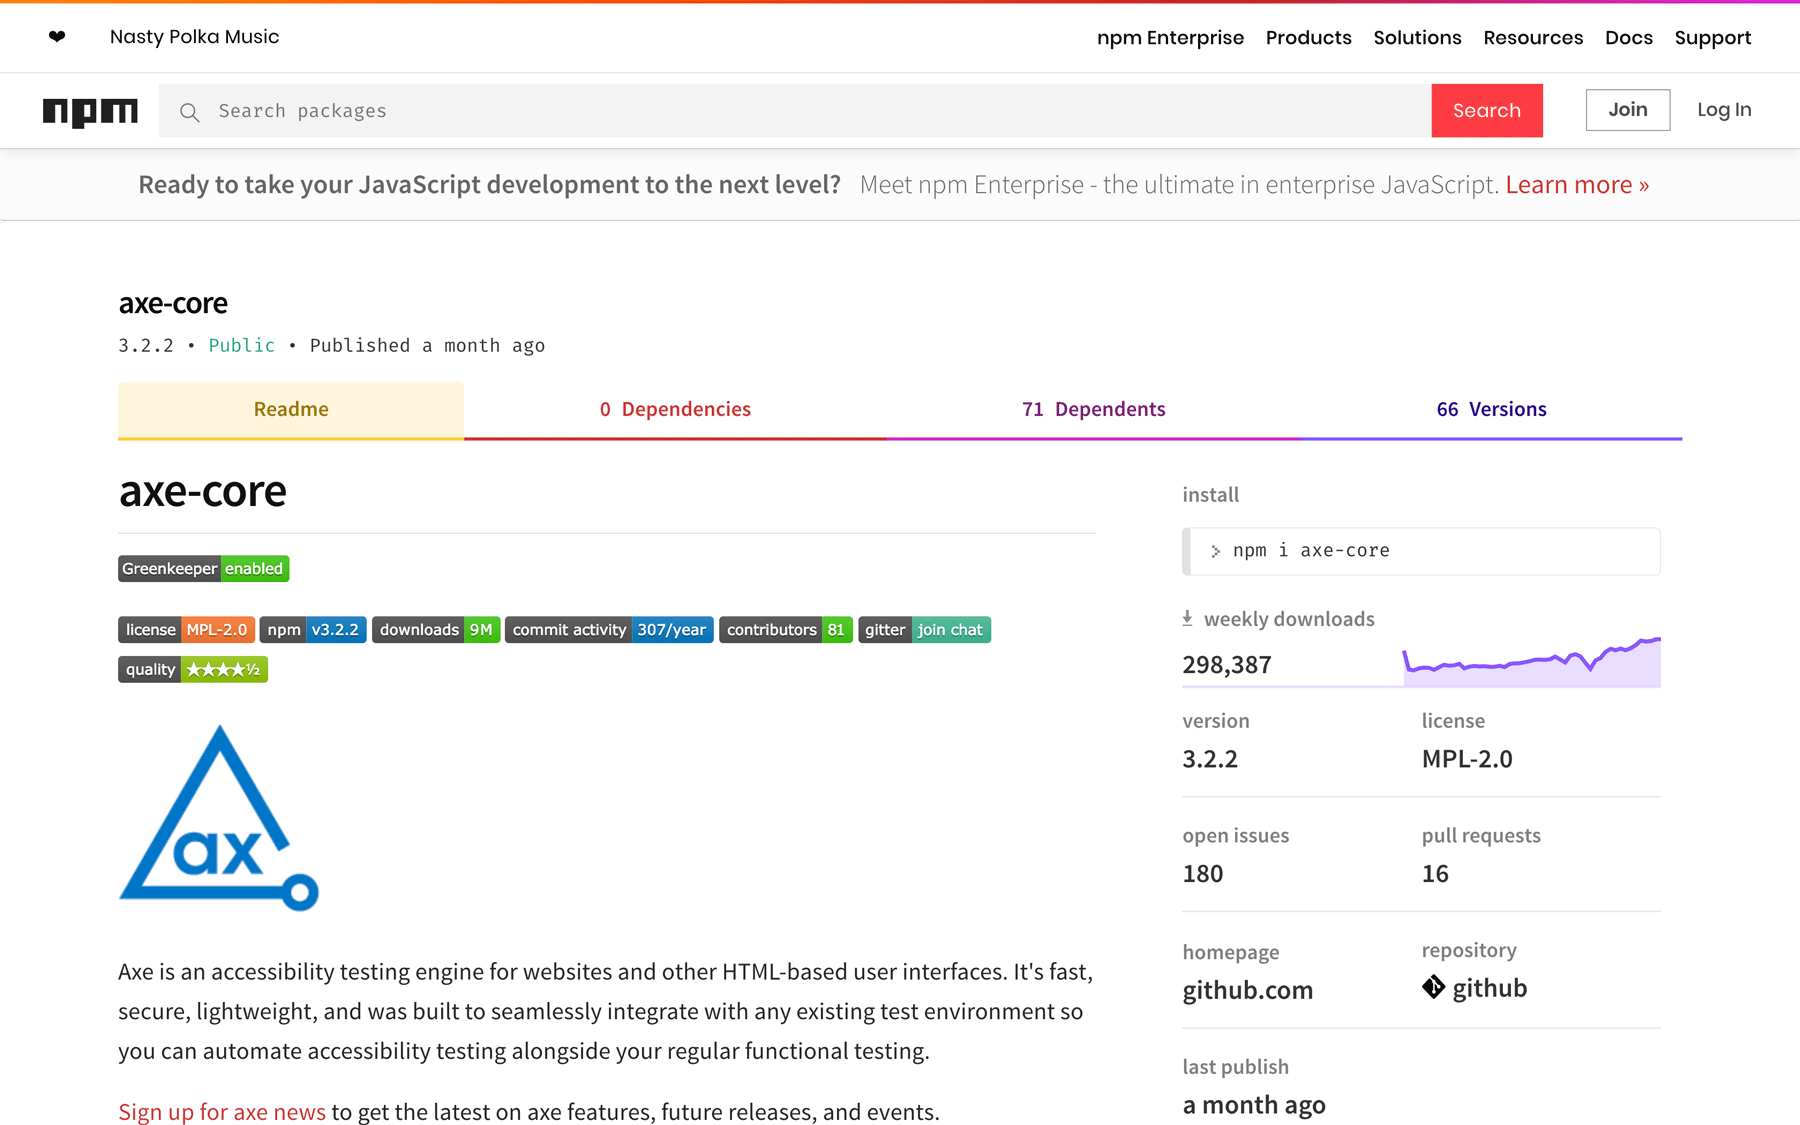 ❤ Nasty Polka Music npm Enterprise Products Solutions Resources Docs Support
npm Search packages Search Join Log In
Ready to take your JavaScript development to the next level? Meet npm Enterprise - the ultimate in enterprise JavaScript. Learn more »
axe-core
3.2.2 • Public • Published a month ago
Readme 0 Dependencies 71 Dependents 66 Versions
axe-core
Greenkeeper enabled
license MPL-2.0 npm v3.2.2 downloads 9M commit activity 307/year contributors 81 gitter join chat
quality ★★★★½
ax
Axe is an accessibility testing engine for websites and other HTML-based user interfaces. It's fast,
secure, lightweight, and was built to seamlessly integrate with any existing test environment so
you can automate accessibility testing alongside your regular functional testing.
Sign up for axe news to get the latest on axe features, future releases, and events.
install
> npm i axe-core
weekly downloads
298,387
version license
3.2.2 MPL-2.0
open issues pull requests
180 16
homepage repository
github.com github
last publish
a month ago